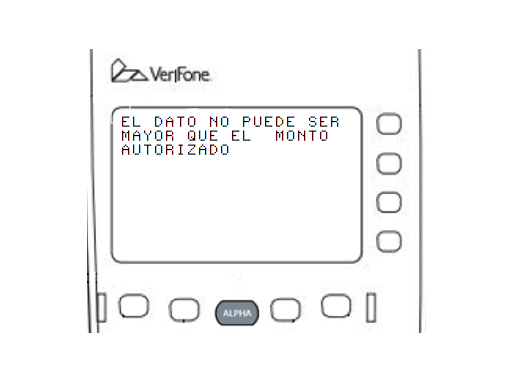 VeriFone.
EL DATO NO PUEDE SER
MAYOR QUE EL MONTO
AUTORIZADO
ALPHA